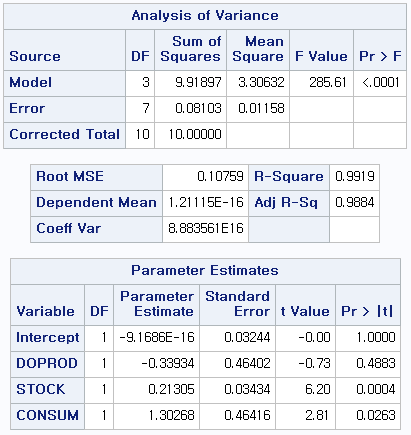 Analysis of Variance
Source DF Sum of Squares Mean Square F Value Pr > F
Model 3 9.91897 3.30632 285.61 <.0001
Error 7 0.08103 0.01158
Corrected Total 10 10.00000
Root MSE 0.10759 R-Square 0.9919
Dependent Mean 1.21115E-16 Adj R-Sq 0.9884
Coeff Var 8.883561E16
Parameter Estimates
Variable DF Parameter Estimate Standard Error t Value Pr > |t|
Intercept 1 -9.1686E-16 0.03244 -0.00 1.0000
DOPROD 1 -0.33934 0.46402 -0.73 0.4883
STOCK 1 0.21305 0.03434 6.20 0.0004
CONSUM 1 1.30268 0.46416 2.81 0.0263